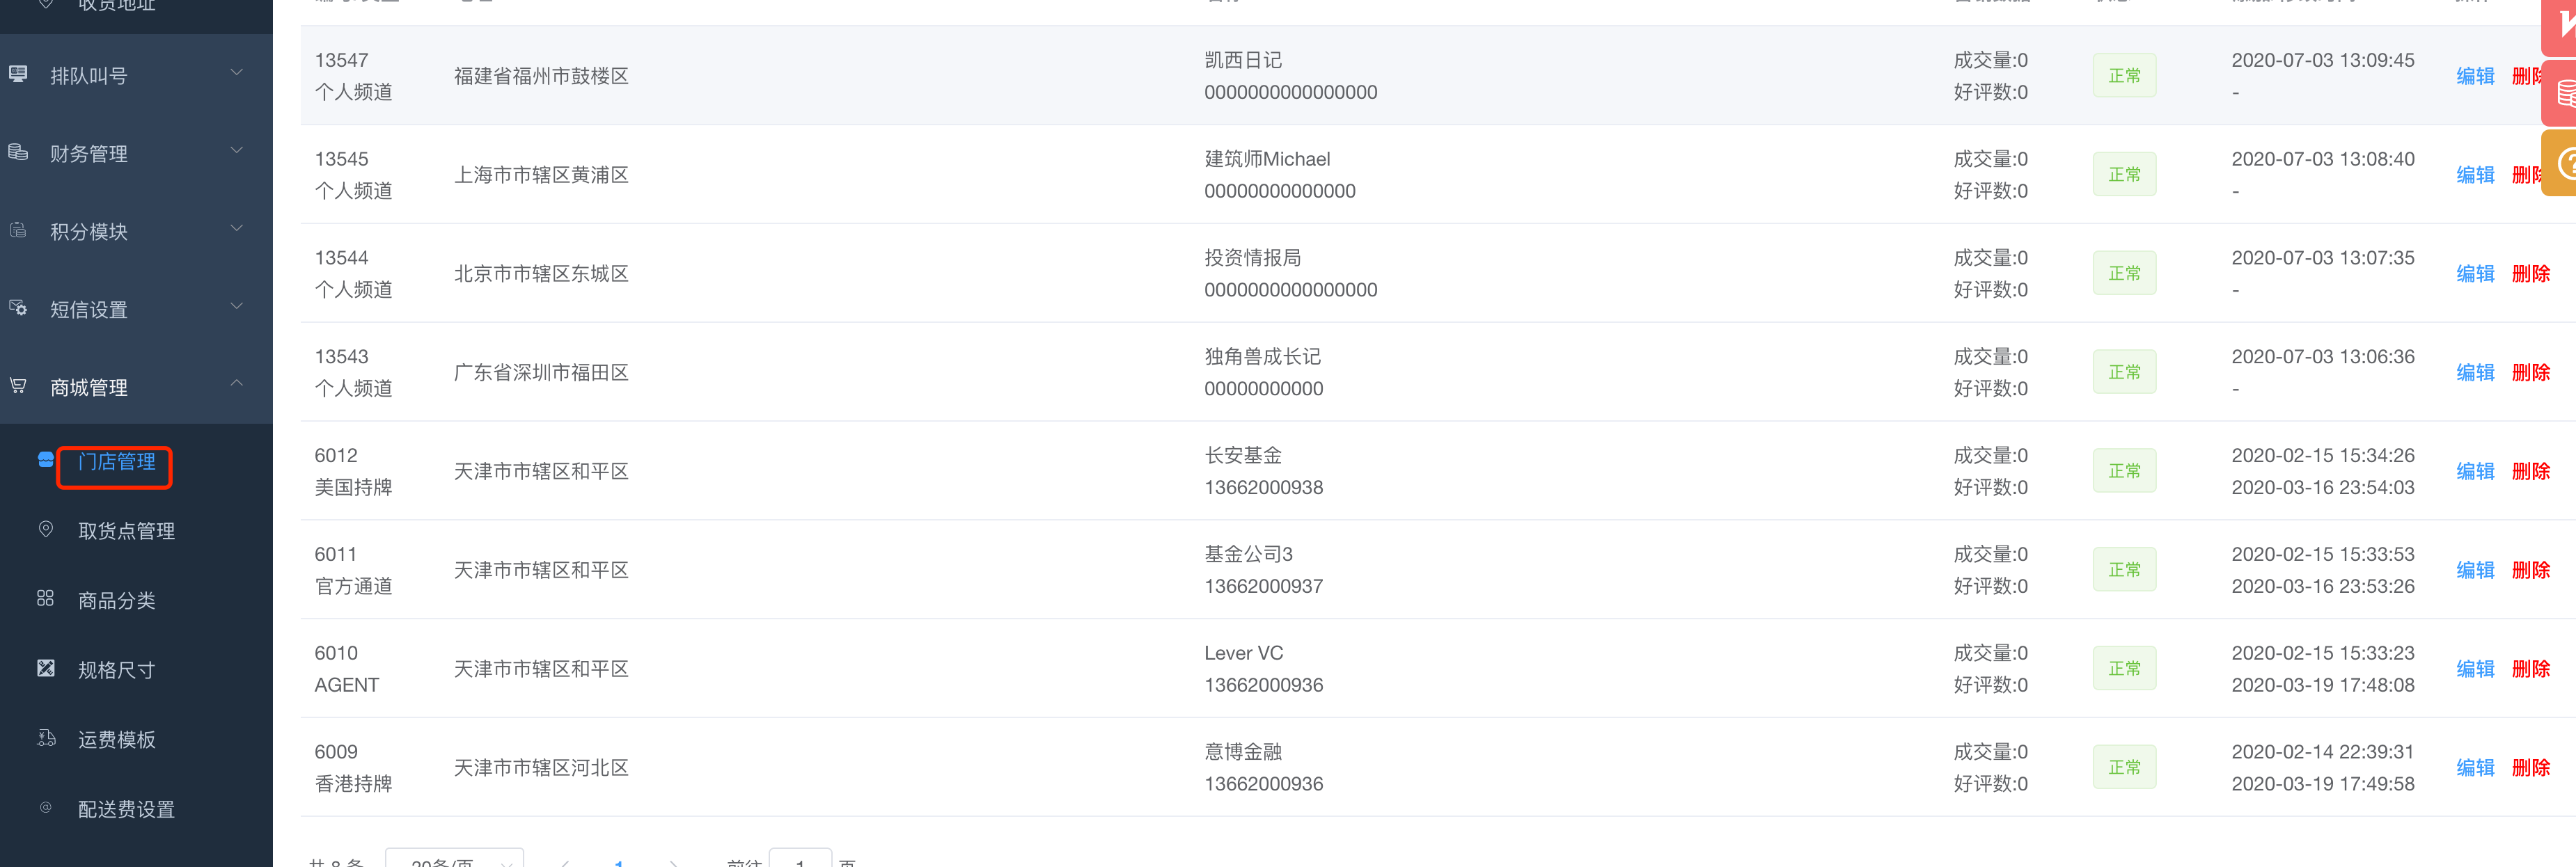 收货地址
排队叫号
财务管理
积分模块
短信设置
商城管理
门店管理
取货点管理
商品分类
规格尺寸
运费模板
配送费设置
13547
个人频道
福建省福州市鼓楼区
凯西日记
0000000000000000
成交量:0
好评数:0
正常
2020-07-03 13:09:45
-
编辑 删除
13545
个人频道
上海市市辖区黄浦区
建筑师Michael
00000000000000
成交量:0
好评数:0
正常
2020-07-03 13:08:40
-
编辑 删除
13544
个人频道
北京市市辖区东城区
投资情报局
0000000000000000
成交量:0
好评数:0
正常
2020-07-03 13:07:35
-
编辑 删除
13543
个人频道
广东省深圳市福田区
独角兽成长记
00000000000
成交量:0
好评数:0
正常
2020-07-03 13:06:36
-
编辑 删除
6012
美国持牌
天津市市辖区和平区
长安基金
13662000938
成交量:0
好评数:0
正常
2020-02-15 15:34:26
2020-03-16 23:54:03
编辑 删除
6011
官方通道
天津市市辖区和平区
基金公司3
13662000937
成交量:0
好评数:0
正常
2020-02-15 15:33:53
2020-03-16 23:53:26
编辑 删除
6010
AGENT
天津市市辖区和平区
Lever VC
13662000936
成交量:0
好评数:0
正常
2020-02-15 15:33:23
2020-03-19 17:48:08
编辑 删除
6009
香港持牌
天津市市辖区河北区
意博金融
13662000936
成交量:0
好评数:0
正常
2020-02-14 22:39:31
2020-03-19 17:49:58
编辑 删除
共 8 条 20条/页 1 前往 1 页